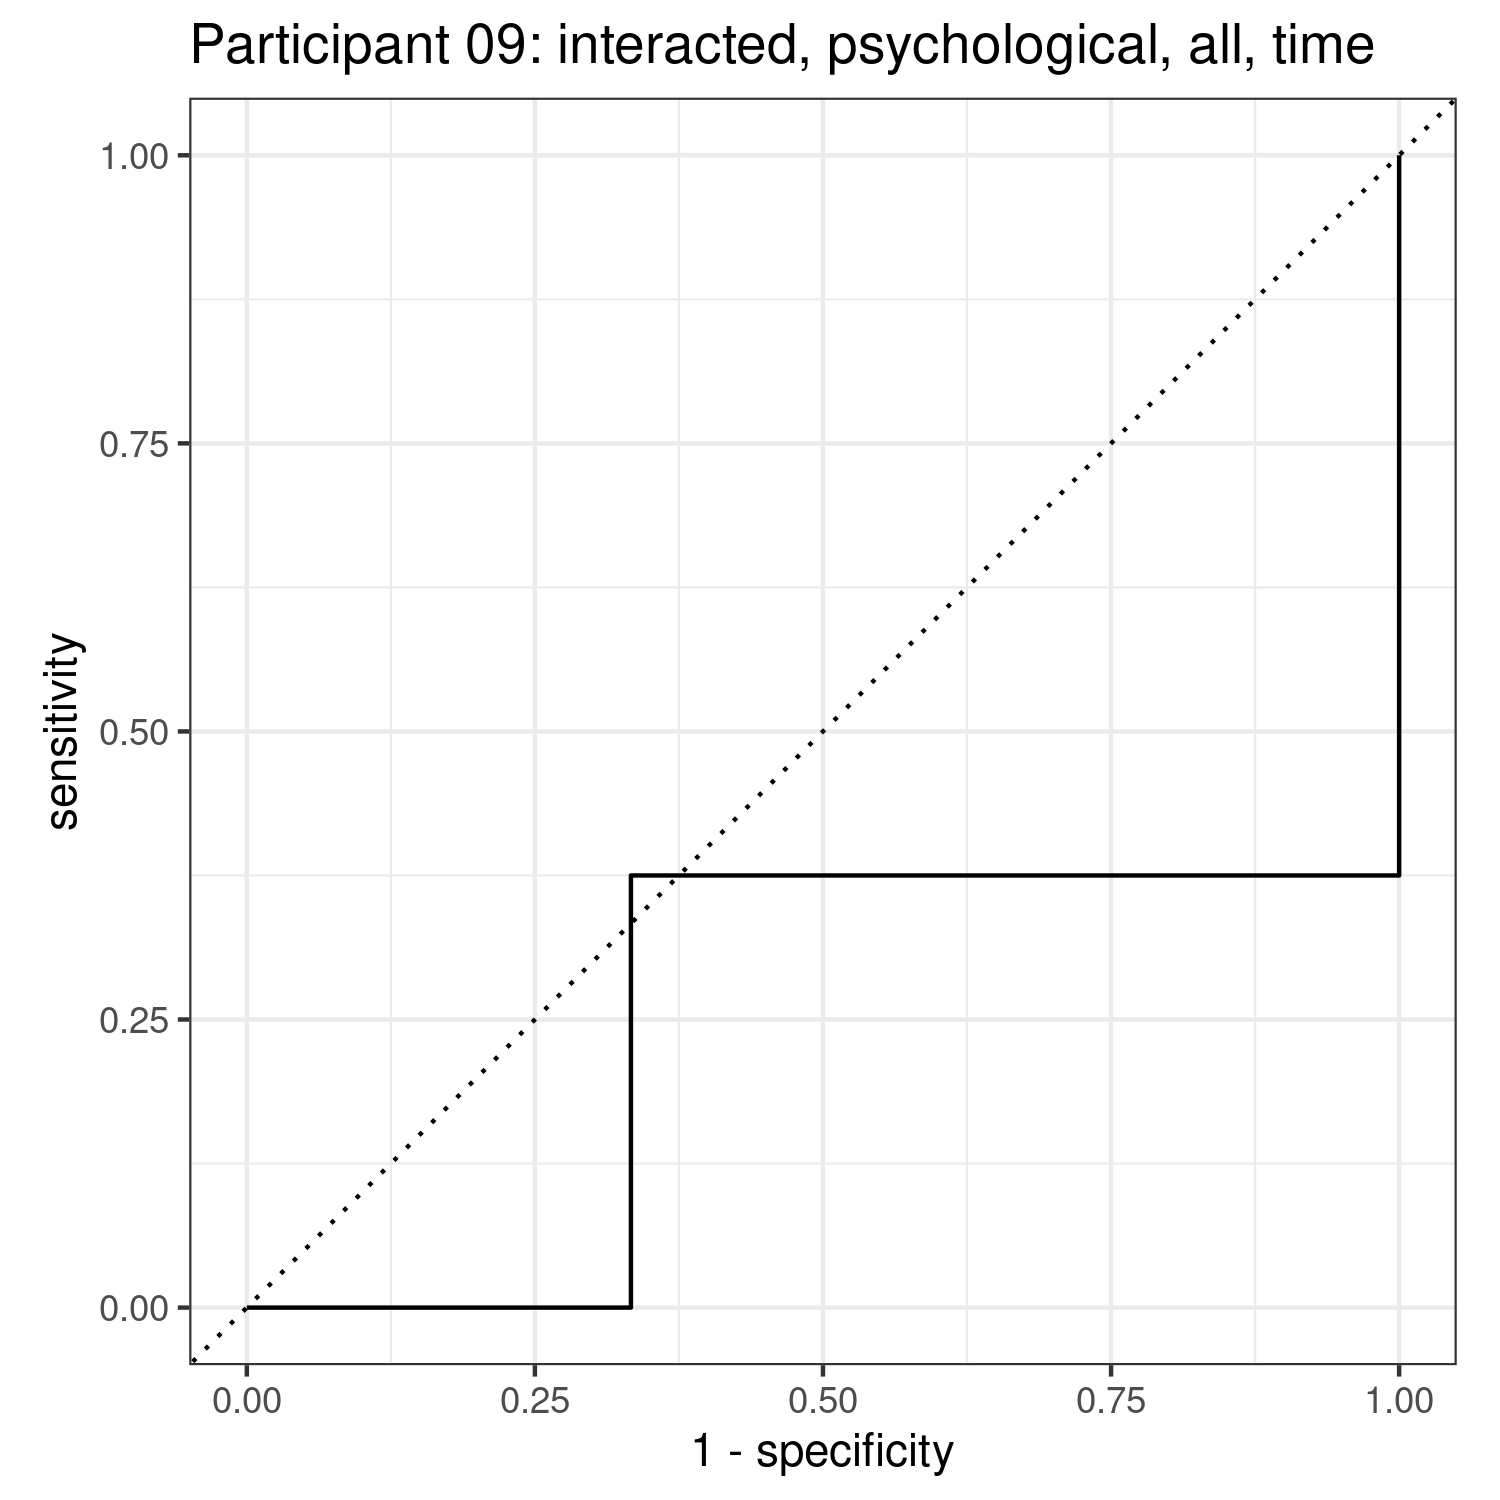 Participant 09: interacted, psychological, all, time
1.00
0.75
0.50
0.25
0.00
sensitivity
0.00 0.25 0.50 0.75 1.00
1 - specificity